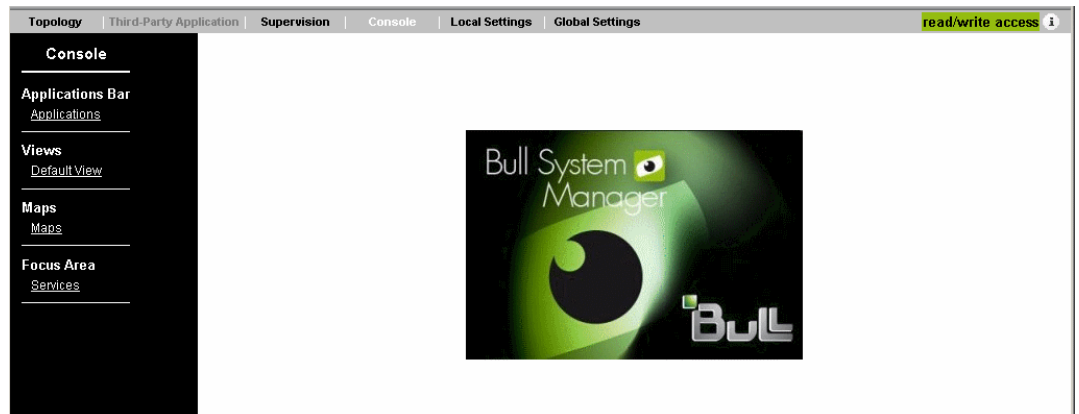 Topology | Third-Party Application | Supervision | Console | Local Settings | Global Settings read/write access i
Console
Applications Bar
Applications
Views
Default View
Maps
Maps
Focus Area
Services
Bull System
Manager
Bull